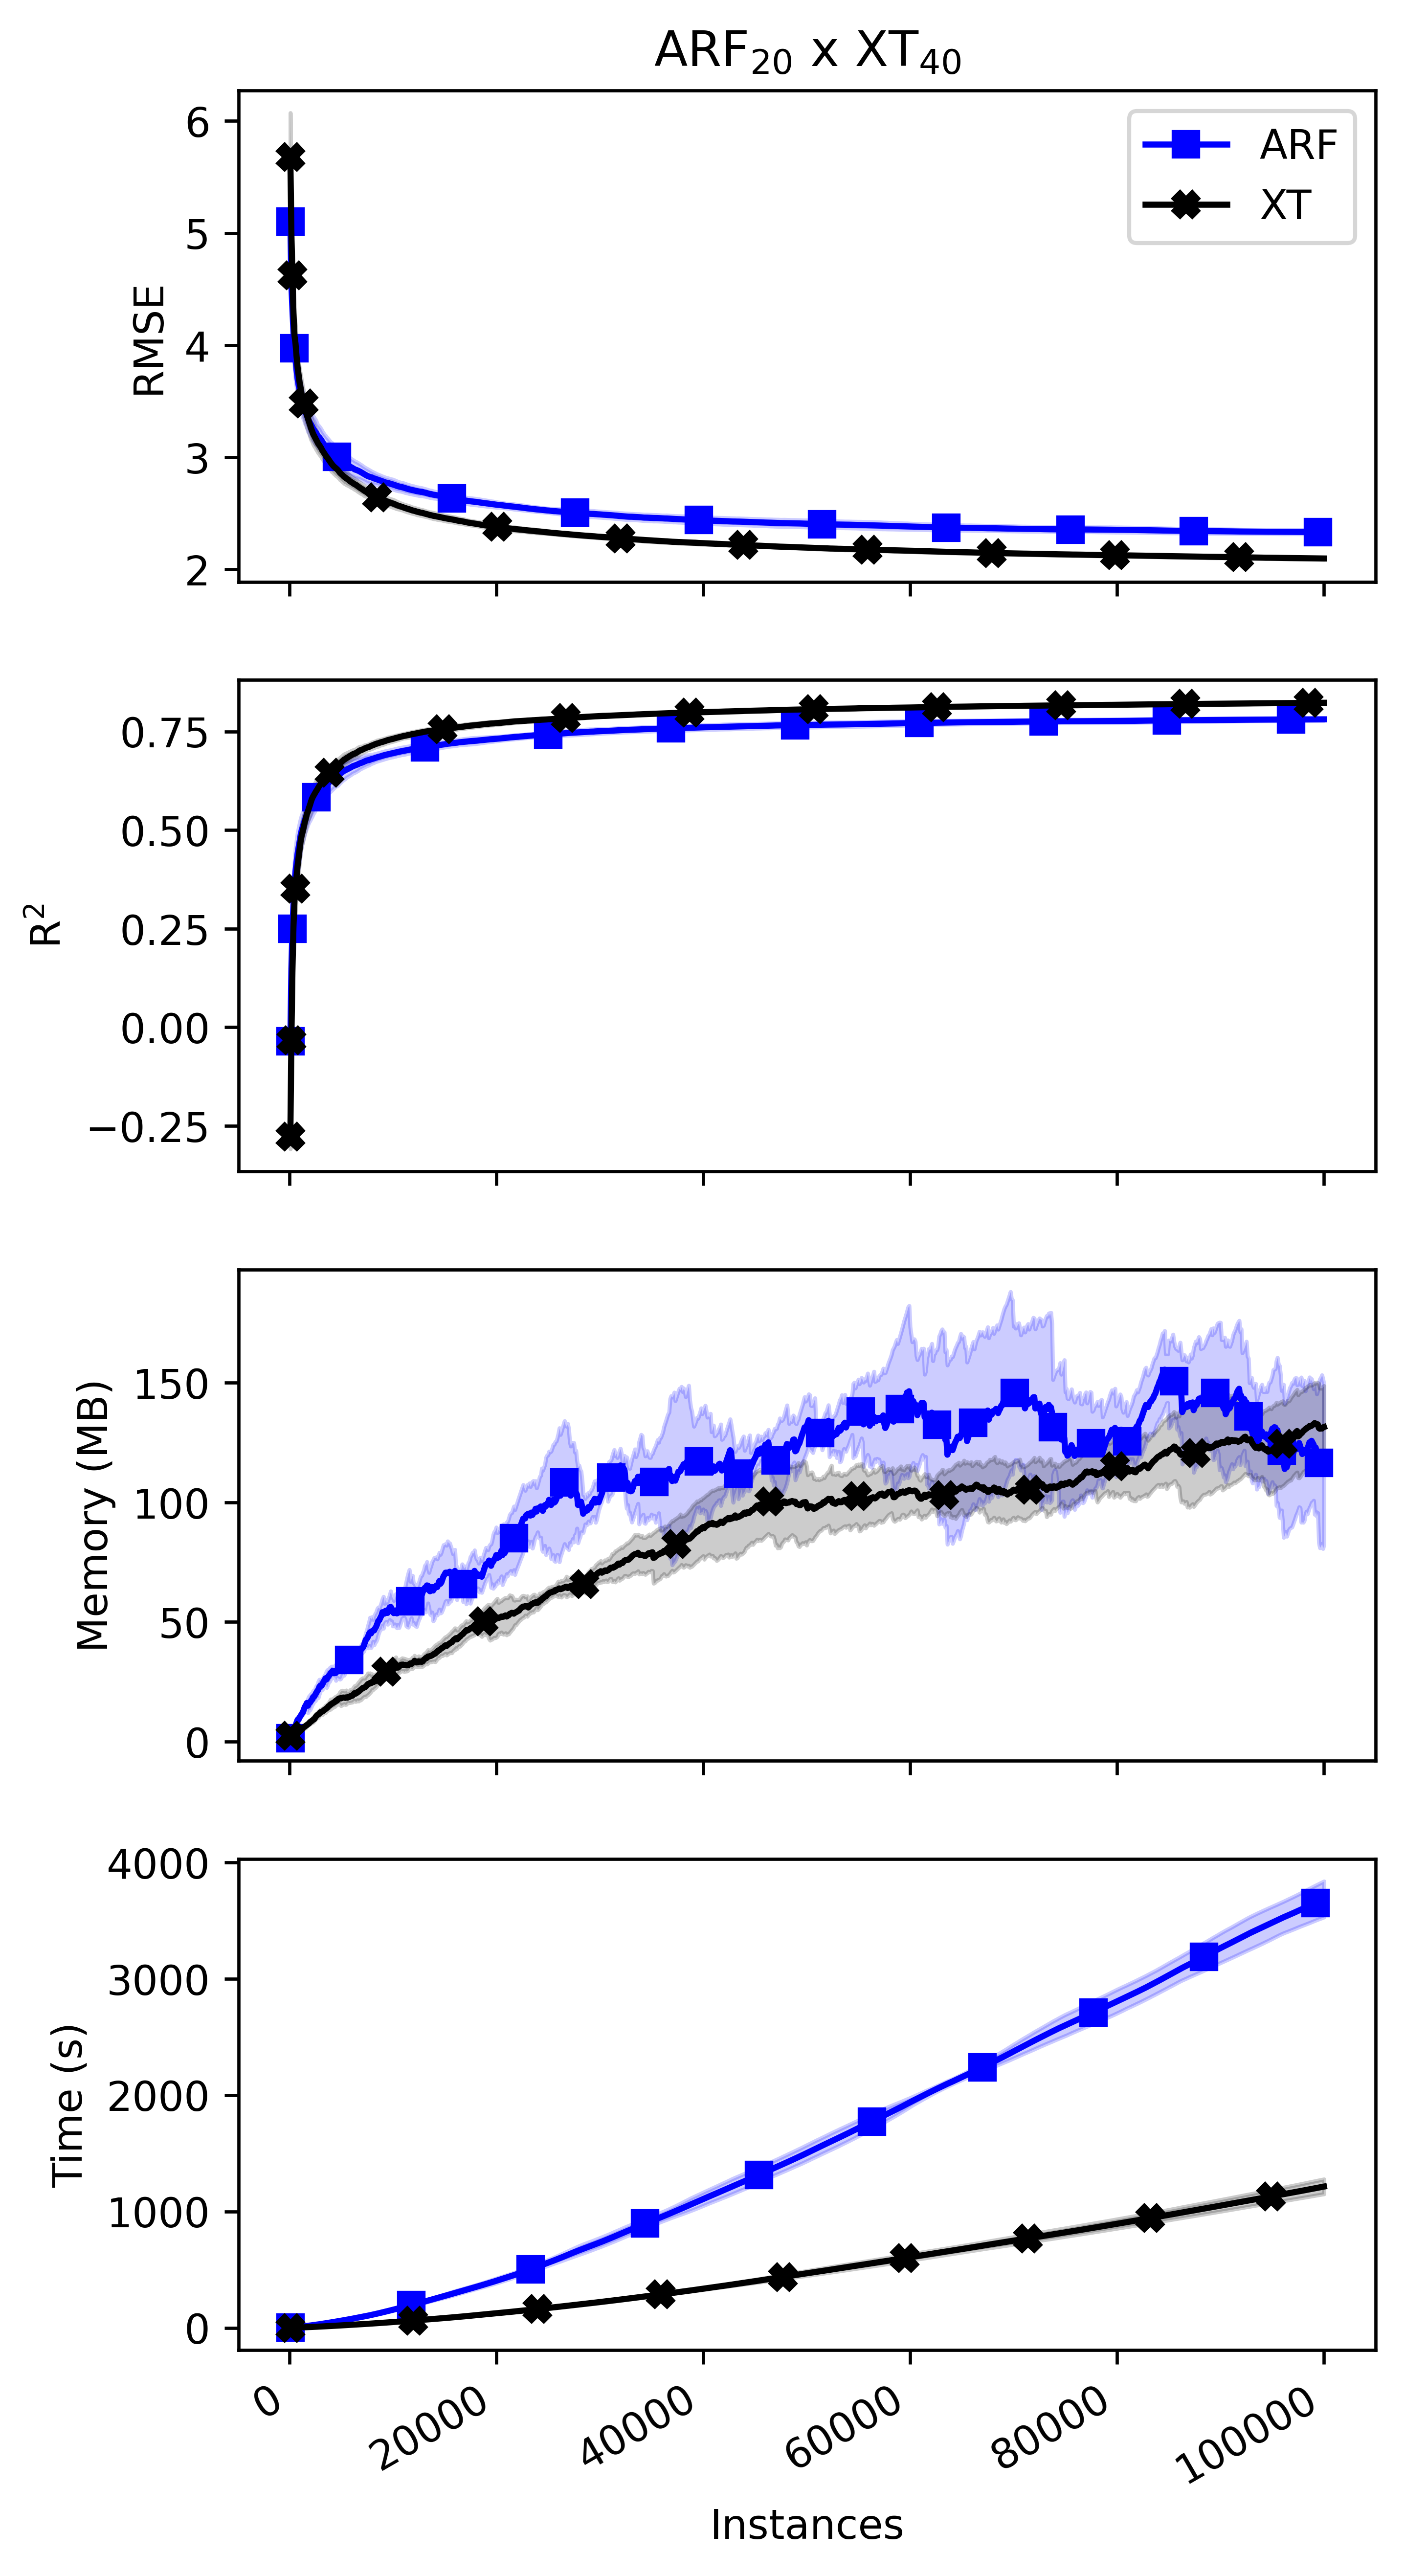 ARF₂₀ x XT₄₀
6
5
4
3
2
RMSE
ARF
XT
0.75
0.50
0.25
0.00
−0.25
R²
150
100
50
0
Memory (MB)
4000
3000
2000
1000
0
Time (s)
0 20000 40000 60000 80000 100000
Instances